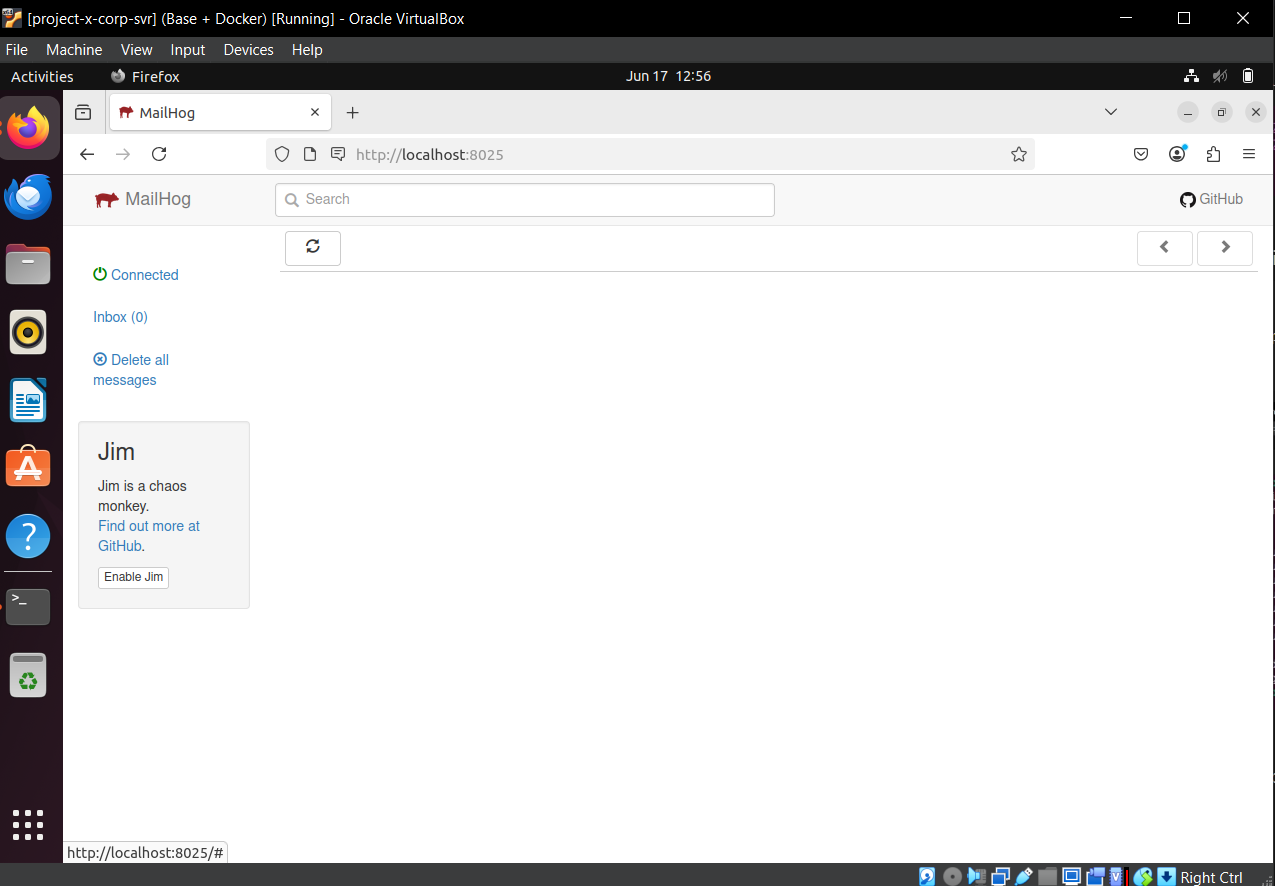 [project-x-corp-svr] (Base + Docker) [Running] - Oracle VirtualBox
File Machine View Input Devices Help
Activities Firefox Jun 17 12:56
MailHog
http://localhost:8025
MailHog Search GitHub
Connected
Inbox (0)
Delete all
messages
Jim
Jim is a chaos
monkey.
Find out more at
GitHub.
Enable Jim
http://localhost:8025/#
Right Ctrl